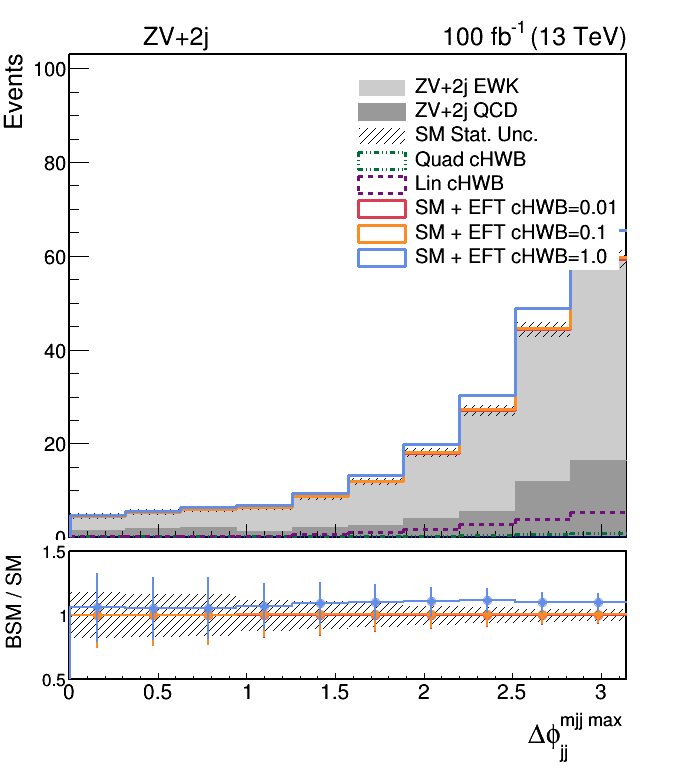 ZV+2j
100 fb-1 (13 TeV)
Events
100
80
60
40
20
0
ZV+2j EWK
ZV+2j QCD
SM Stat. Unc.
Quad cHWB
Lin cHWB
SM + EFT cHWB=0.01
SM + EFT cHWB=0.1
SM + EFT cHWB=1.0
BSM / SM
1.5
1
0.5
0 0.5 1 1.5 2 2.5 3
Δϕjj mjj max